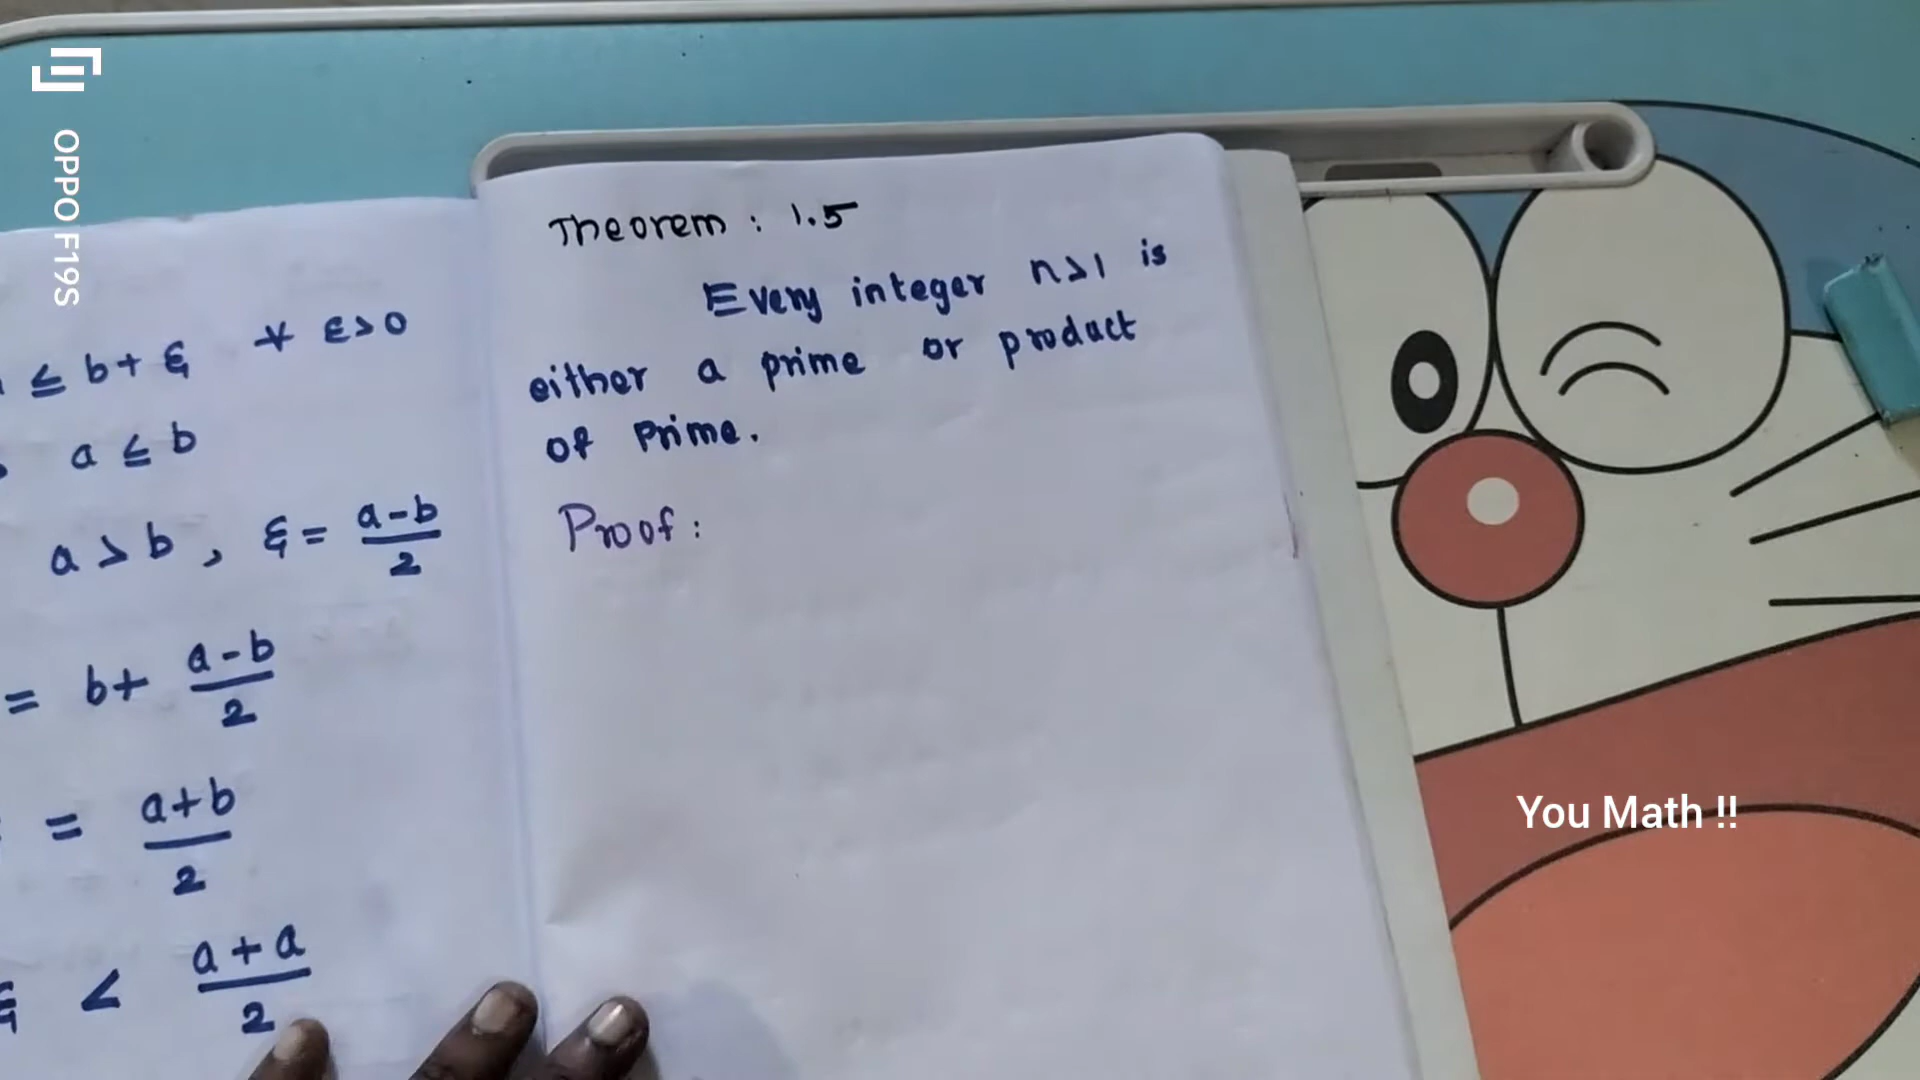 OPPO F19S
≤ b + ε ∀ ε > 0
a ≤ b
a > b , ε = a-b/2
= b + a-b/2
= a+b/2
< a+a/2
Theorem : 1.5
Every integer n>1 is
either a prime or product
of prime.
Proof :
You Math !!